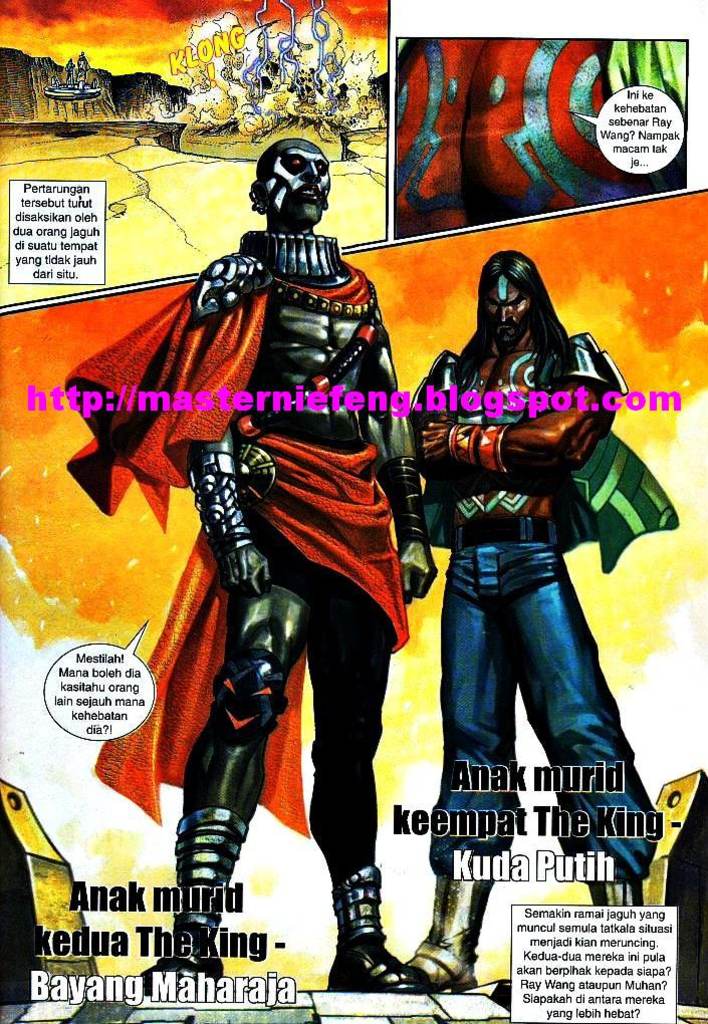 KLONG
!
Ini ke
kehebatan
sebenar Ray
Wang? Nampak
macam tak
je...
Pertarungan
tersebut turut
disaksikan oleh
dua orang jaguh
di suatu tempat
yang tidak jauh
dari situ.
http://masterniefeng.blogspot.com
Mestilah!
Mana boleh dia
kasitahu orang
lain sejauh mana
kehebatan
dia?!
Anak murid
keempat The King -
Kuda Putih
Anak murid
kedua The King -
Bayang Maharaja
Semakin ramai jaguh yang
muncul semula tatkala situasi
menjadi kian meruncing.
Kedua-dua mereka ini pula
akan berpihak kepada siapa?
Ray Wang ataupun Muhan?
Siapakah di antara mereka
yang lebih hebat?